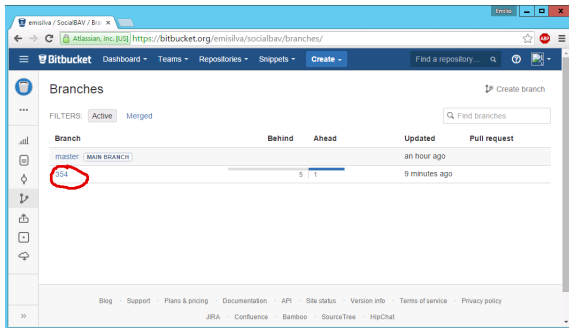 Emilio
emisilva / SocialBAV / Bra
Atlassian, Inc. [US] https://bitbucket.org/emisilva/socialbav/branches/
ABP
Bitbucket Dashboard Teams Repositories Snippets Create Find a repository...
Branches
Create branch
FILTERS: Active Merged Find branches
Branch Behind Ahead Updated Pull request
master MAIN BRANCH an hour ago
354 5 1 9 minutes ago
Blog · Support · Plans & pricing · Documentation · API · Site status · Version info · Terms of service · Privacy policy
JIRA · Confluence · Bamboo · SourceTree · HipChat